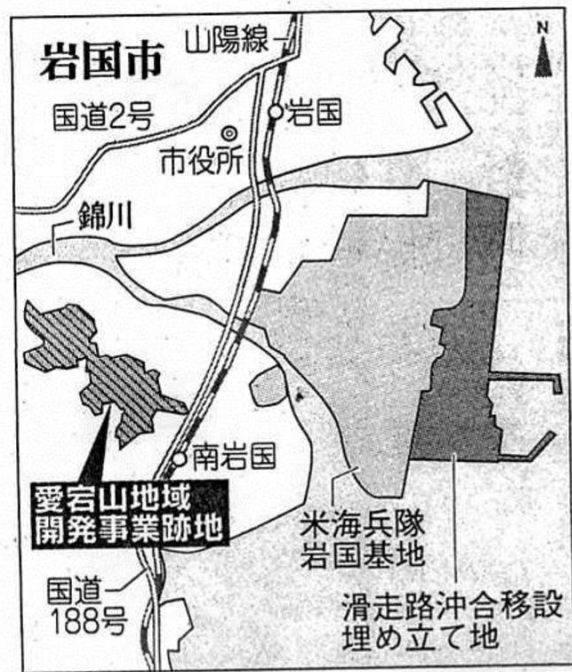 山陽線
N
岩国市
国道2号
岩国
市役所
錦川
南岩国
愛宕山地域
開発事業跡地
米海兵隊
岩国基地
国道
188号
滑走路沖合移設
埋め立て地